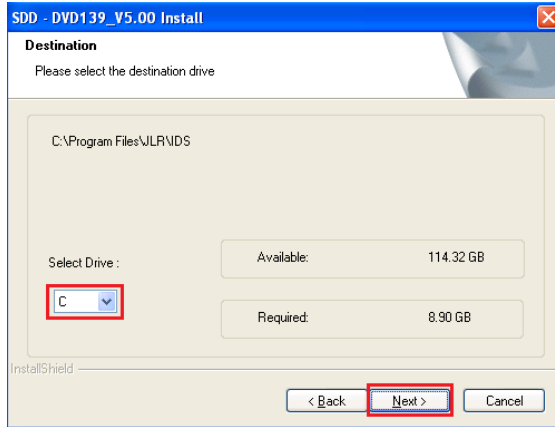 SDD - DVD139_V5.00 Install
Destination
Please select the destination drive
C:\Program Files\JLR\IDS
Select Drive :
C
Available: 114.32 GB
Required: 8.90 GB
InstallShield
< Back Next > Cancel